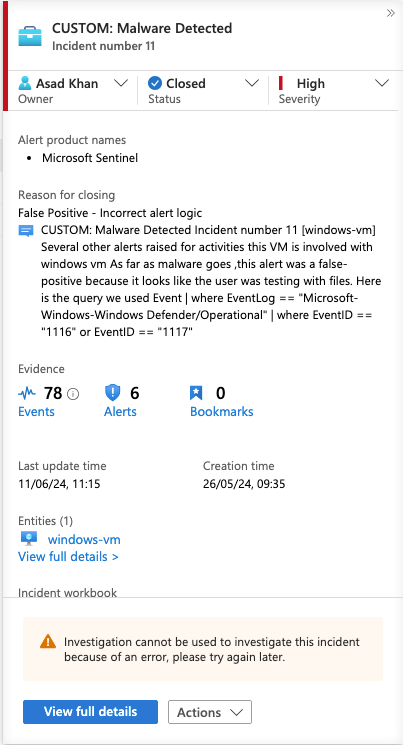 »
CUSTOM: Malware Detected
Incident number 11
Asad Khan
Owner
Closed
Status
High
Severity
Alert product names
• Microsoft Sentinel
Reason for closing
False Positive - Incorrect alert logic
CUSTOM: Malware Detected Incident number 11 [windows-vm]
Several other alerts raised for activities this VM is involved with
windows vm As far as malware goes ,this alert was a false-
positive because it looks like the user was testing with files. Here
is the query we used Event | where EventLog == "Microsoft-
Windows-Windows Defender/Operational" | where EventID ==
"1116" or EventID == "1117"
Evidence
78
Events
6
Alerts
0
Bookmarks
Last update time
11/06/24, 11:15
Creation time
26/05/24, 09:35
Entities (1)
windows-vm
View full details >
Incident workbook
Investigation cannot be used to investigate this incident
because of an error, please try again later.
View full details
Actions